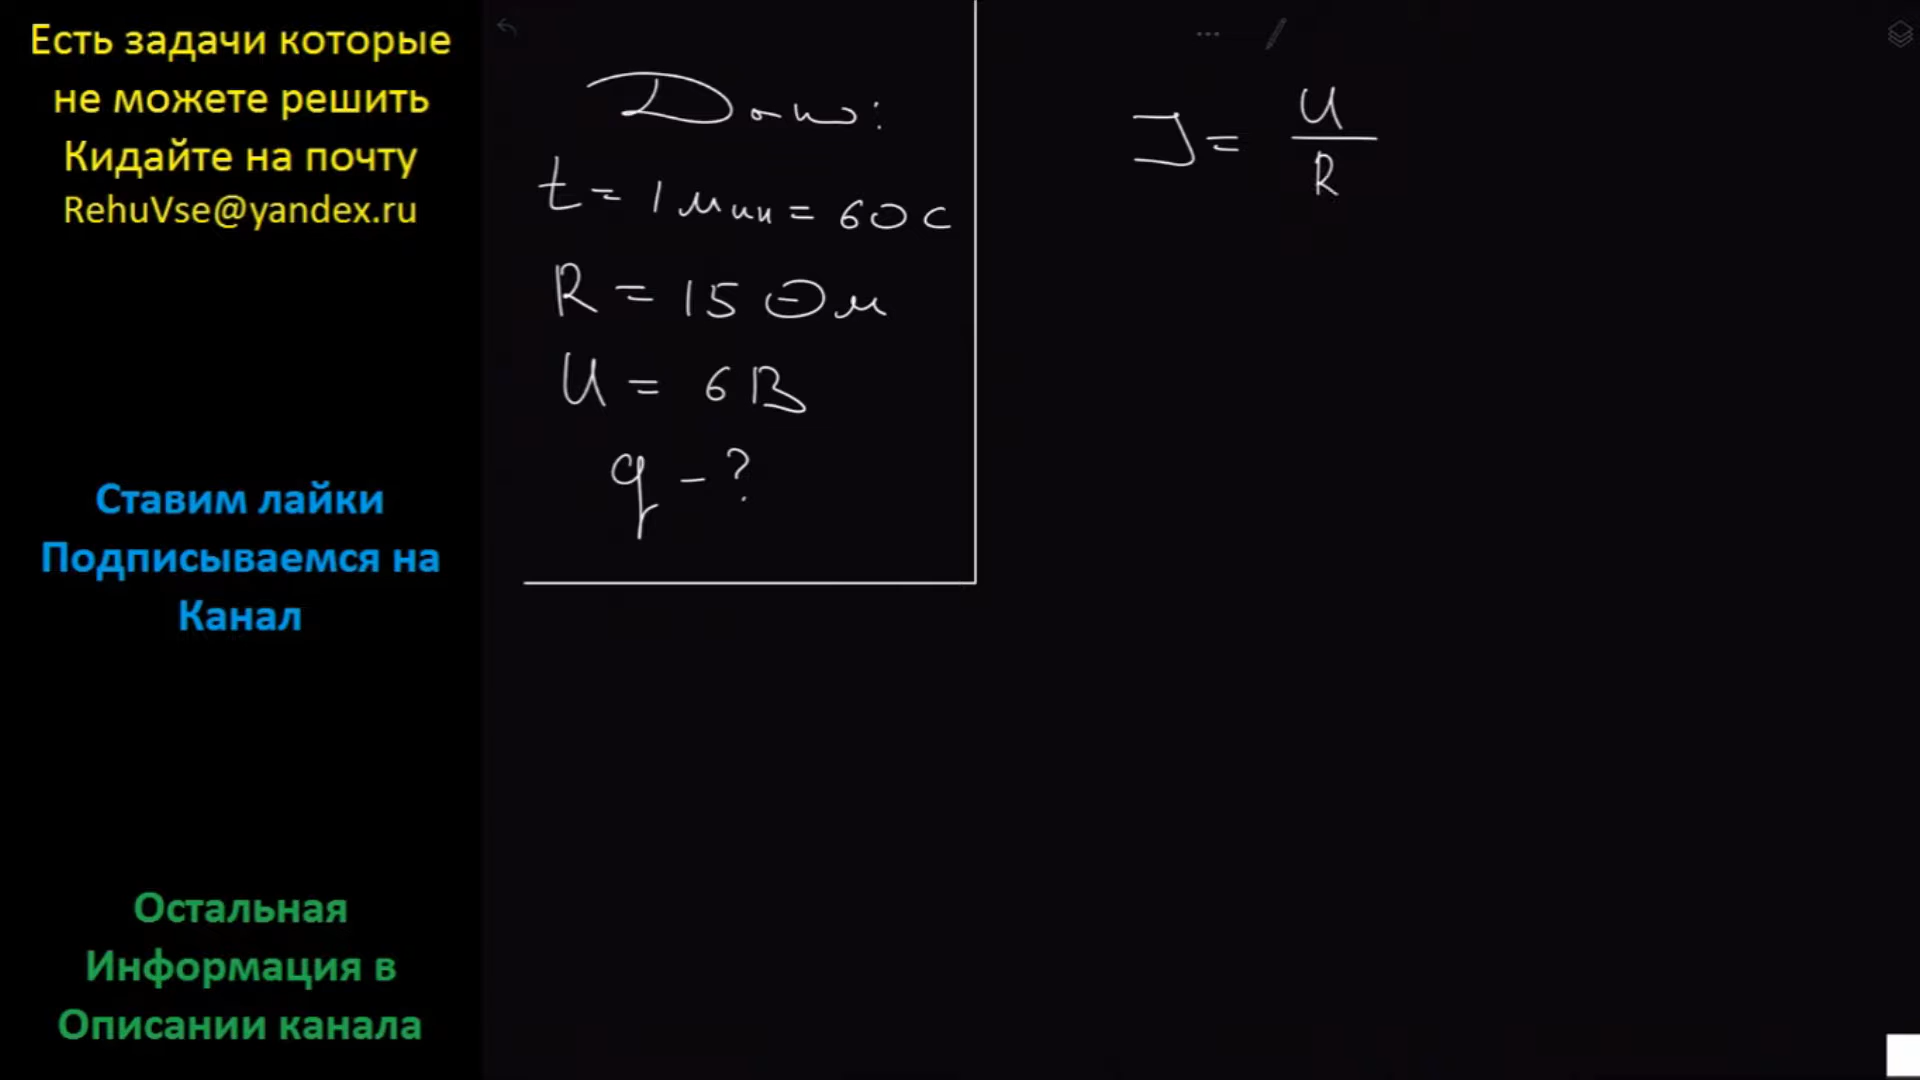 Есть задачи которые
не можете решить
Кидайте на почту
RehuVse@yandex.ru
Ставим лайки
Подписываемся на
Канал
Остальная
Информация в
Описании канала
Дано:
t = 1 мин = 60 с
R = 15 Ом
U = 6 В
q - ?
I = U/R